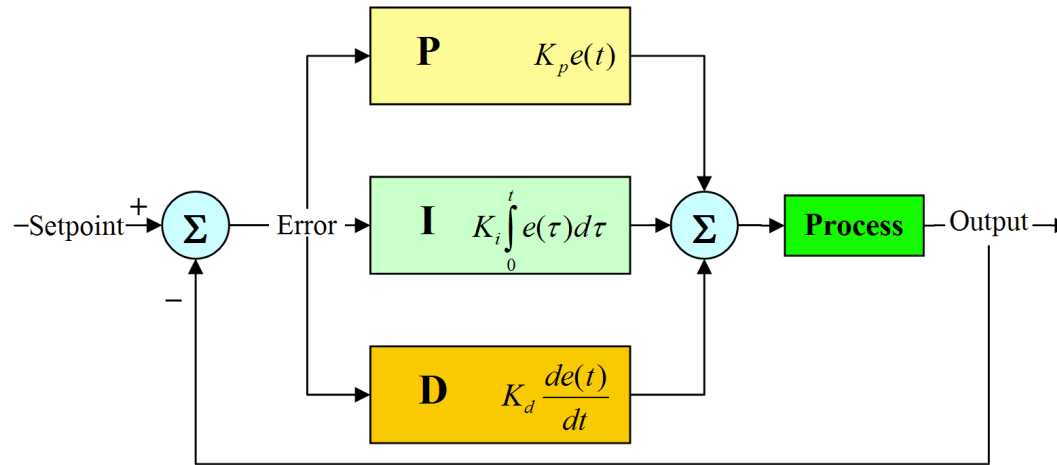 P K_p e(t)
Setpoint
+
−
Σ
Error
I K_i ∫_0^t e(τ)dτ
Σ
Process
Output
D K_d de(t)/dt